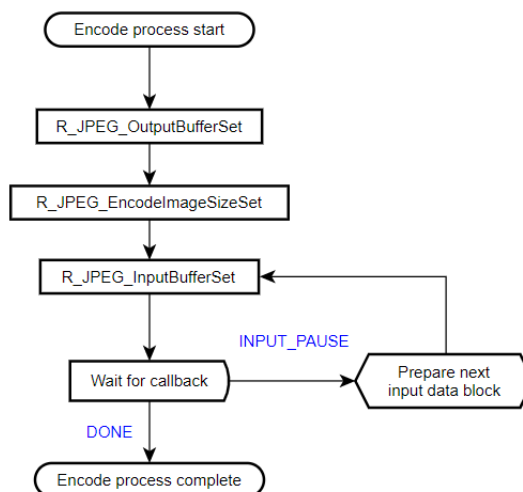 Encode process start
R_JPEG_OutputBufferSet
R_JPEG_EncodeImageSizeSet
R_JPEG_InputBufferSet
INPUT_PAUSE
Wait for callback
Prepare next
input data block
DONE
Encode process complete